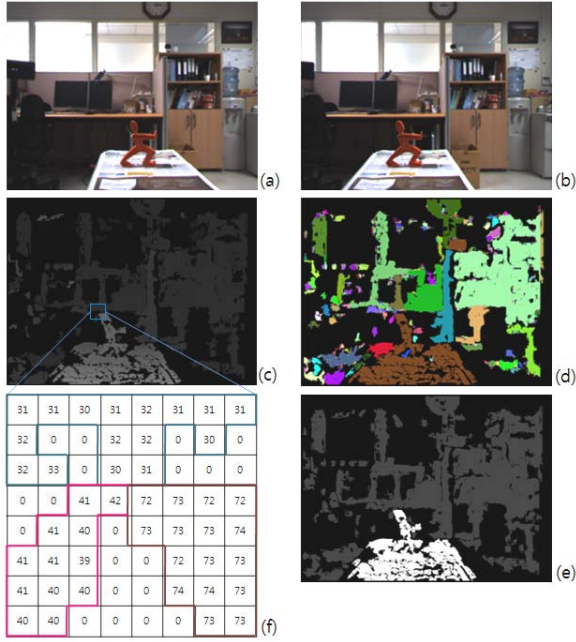 (a)
(b)
(c)
(d)
31 31 30 31 32 31 31 31
32 0 0 32 32 0 30 0
32 33 0 30 31 0 0 0
0 0 41 42 72 73 72 72
0 41 40 0 73 73 73 74
41 41 39 0 0 72 73 73
41 40 40 0 0 74 74 73
40 40 0 0 0 0 73 73
(e)
(f)